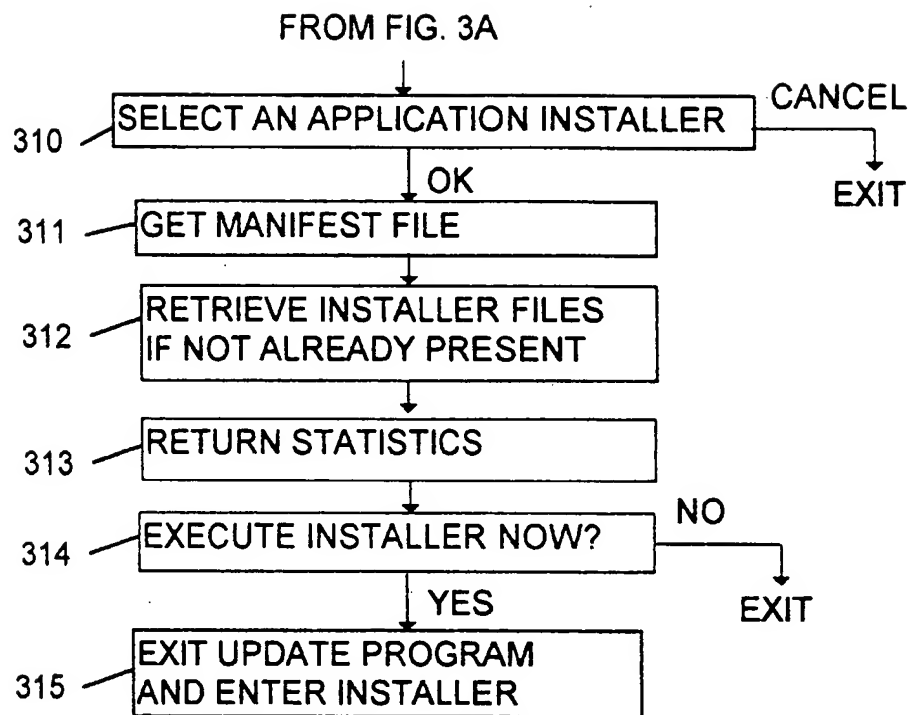 FROM FIG. 3A
310 SELECT AN APPLICATION INSTALLER CANCEL
OK
EXIT
311 GET MANIFEST FILE
312 RETRIEVE INSTALLER FILES
IF NOT ALREADY PRESENT
313 RETURN STATISTICS
314 EXECUTE INSTALLER NOW? NO
YES
EXIT
315 EXIT UPDATE PROGRAM
AND ENTER INSTALLER